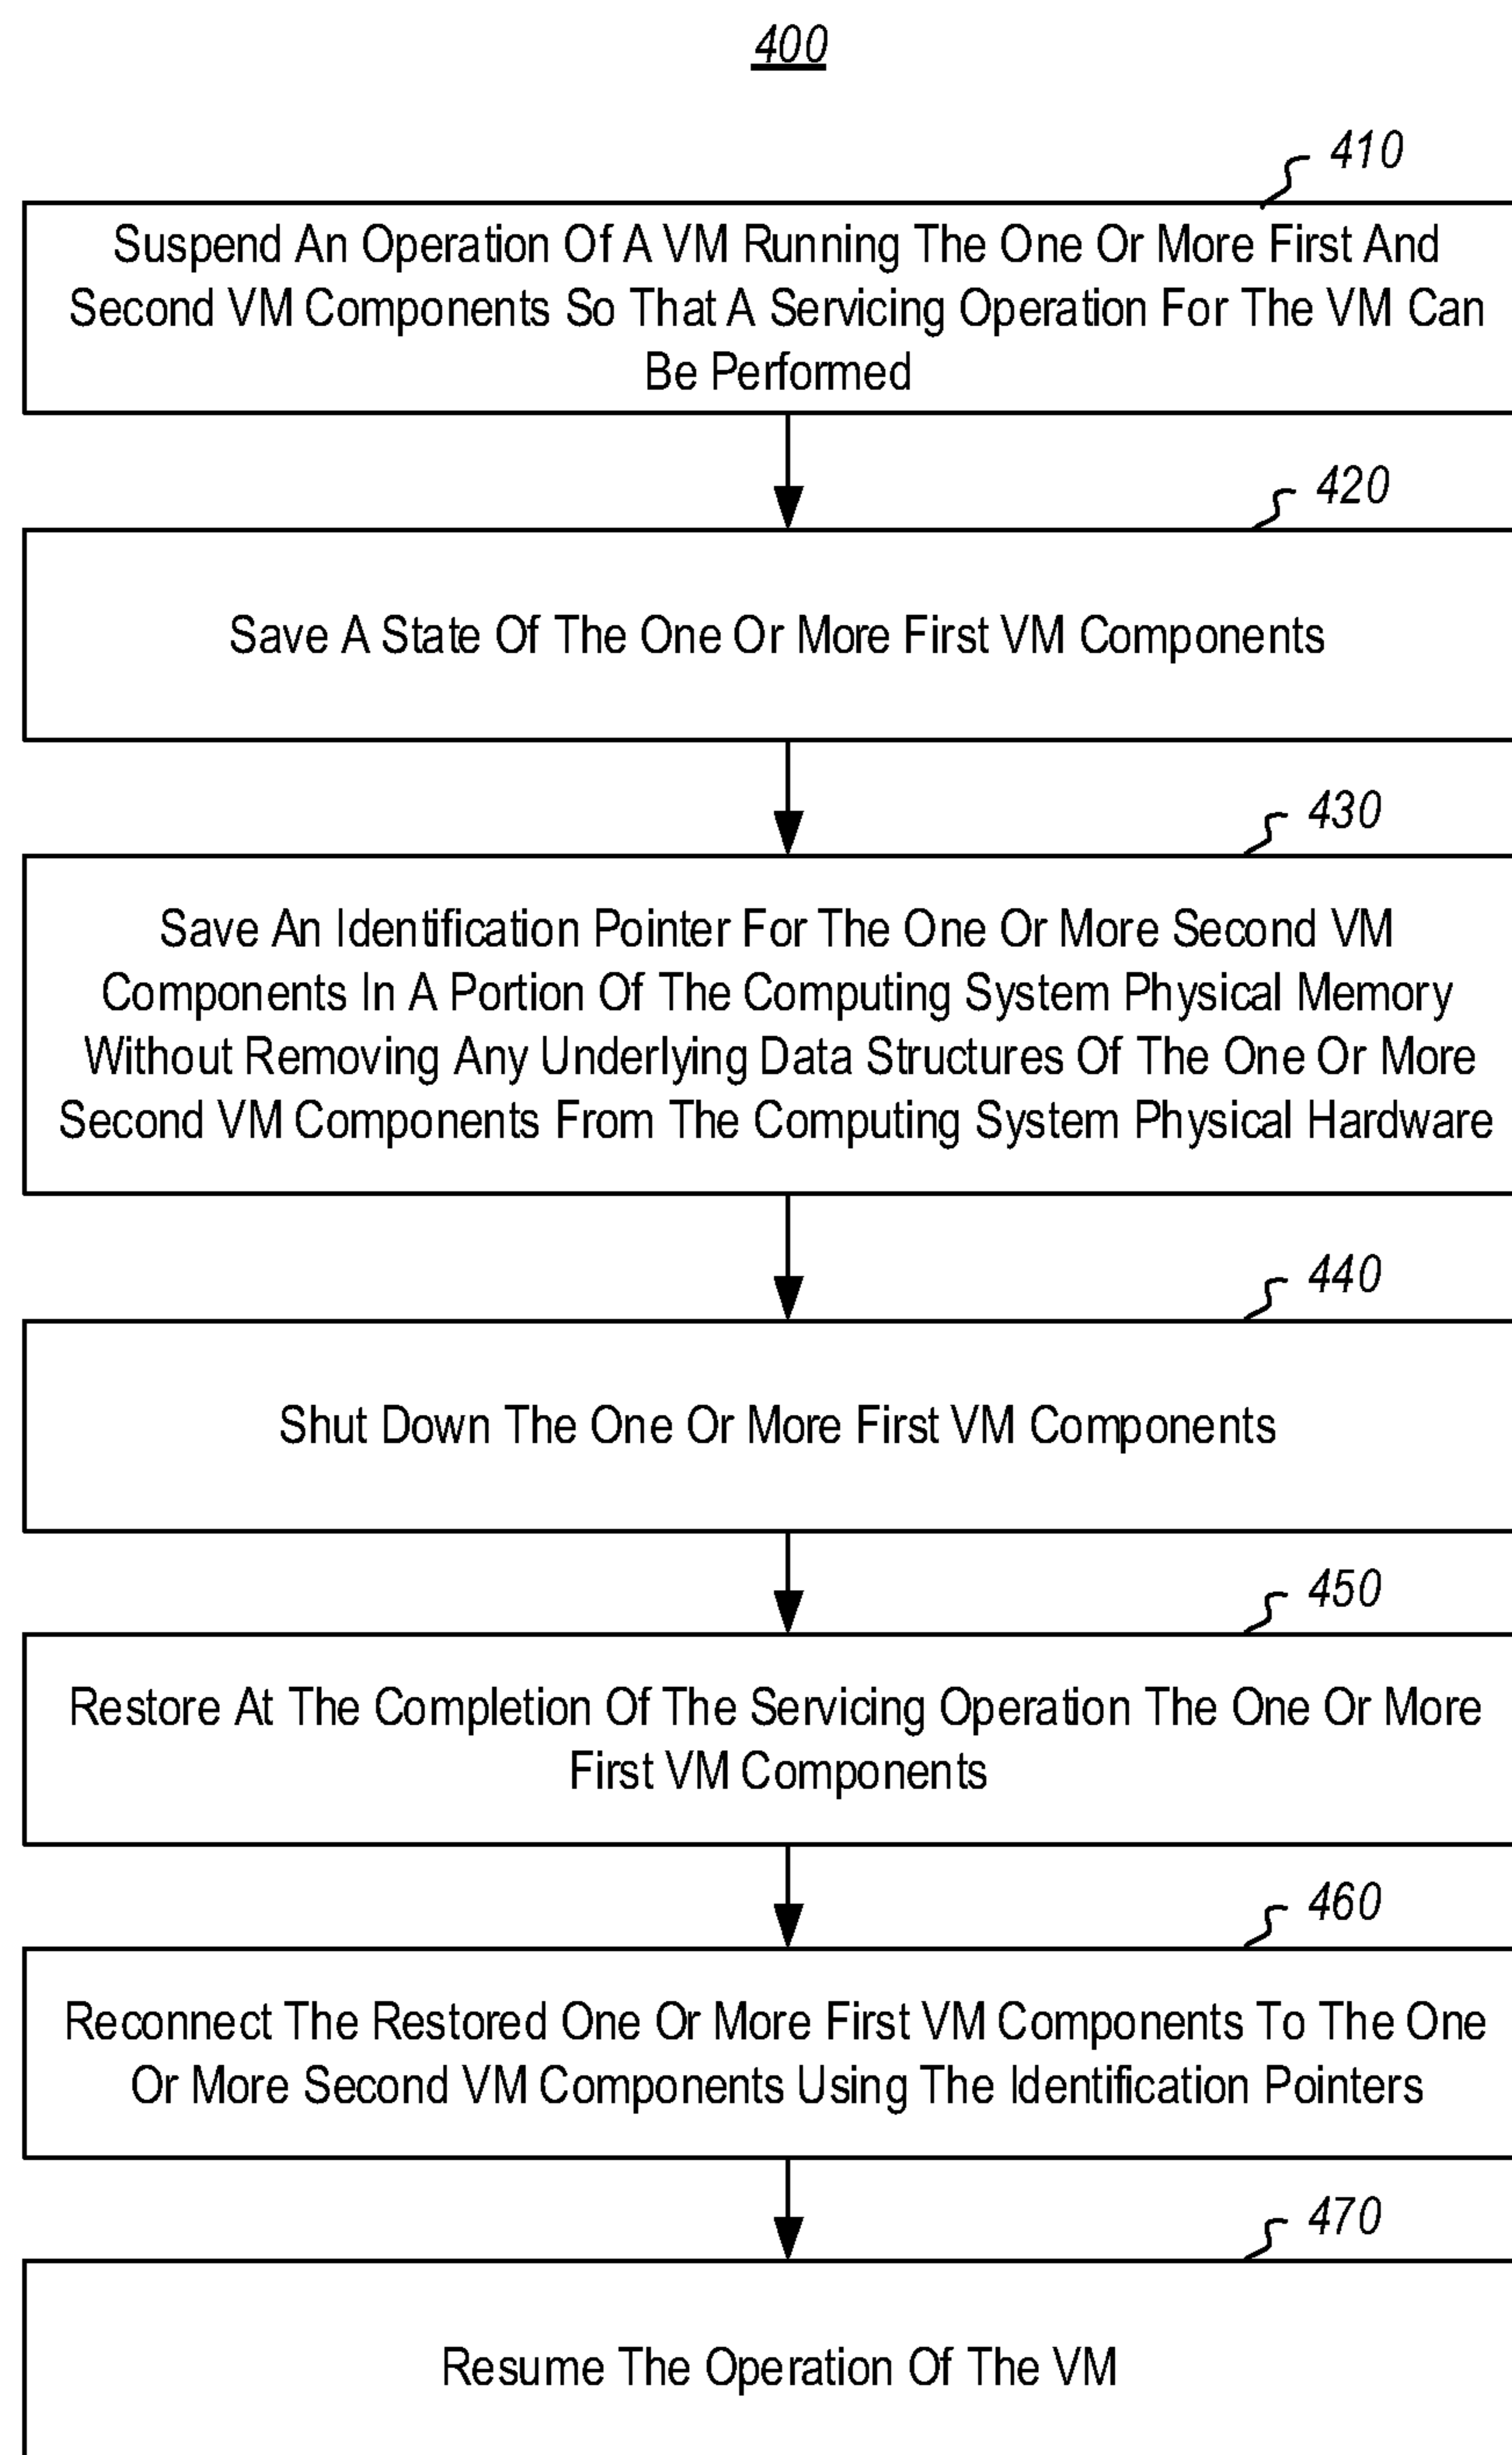 400
410
Suspend An Operation Of A VM Running The One Or More First And
Second VM Components So That A Servicing Operation For The VM Can
Be Performed
420
Save A State Of The One Or More First VM Components
430
Save An Identification Pointer For The One Or More Second VM
Components In A Portion Of The Computing System Physical Memory
Without Removing Any Underlying Data Structures Of The One Or More
Second VM Components From The Computing System Physical Hardware
440
Shut Down The One Or More First VM Components
450
Restore At The Completion Of The Servicing Operation The One Or More
First VM Components
460
Reconnect The Restored One Or More First VM Components To The One
Or More Second VM Components Using The Identification Pointers
470
Resume The Operation Of The VM